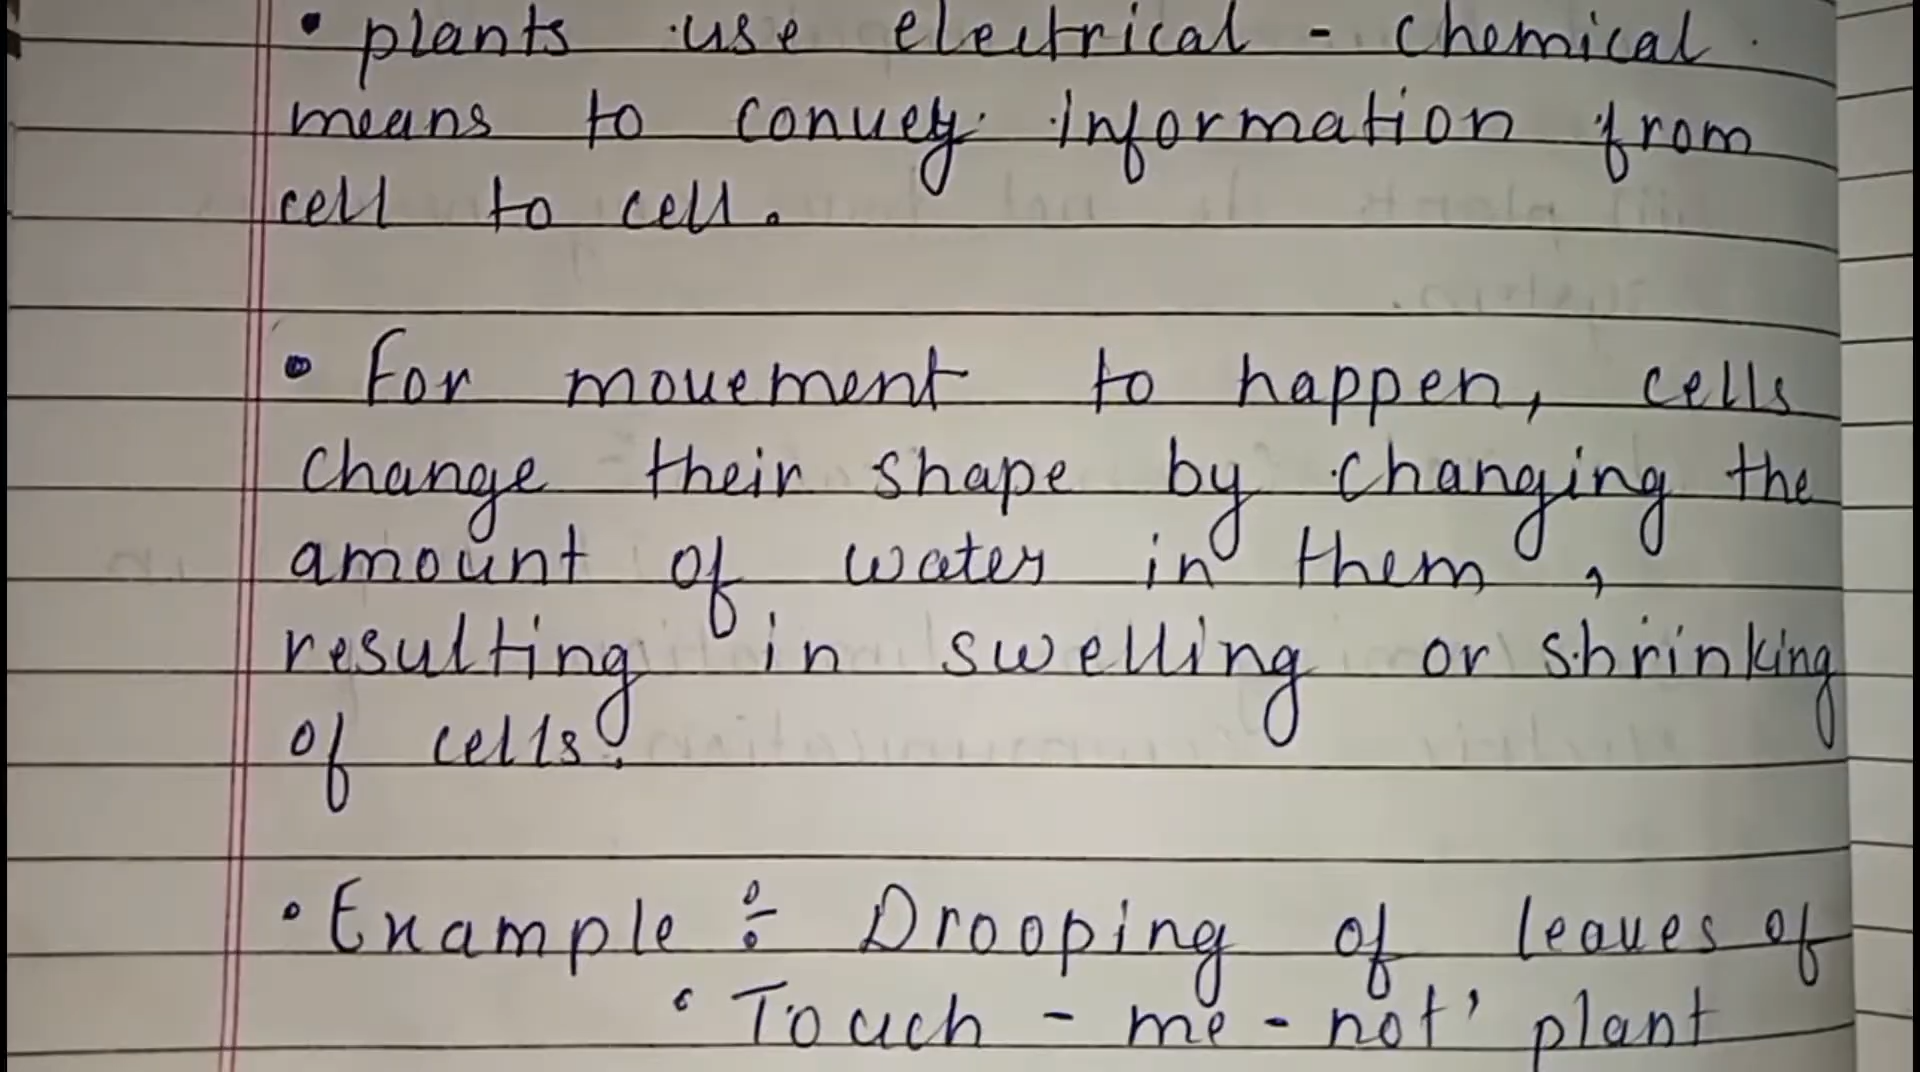 • plants use electrical - chemical
means to convey information from
cell to cell.
• For movement to happen, cells
change their shape by changing the
amount of water in them ,
resulting in swelling or shrinking
of cells.
• Example ÷ Drooping of leaves of
‘Touch - me - not’ plant